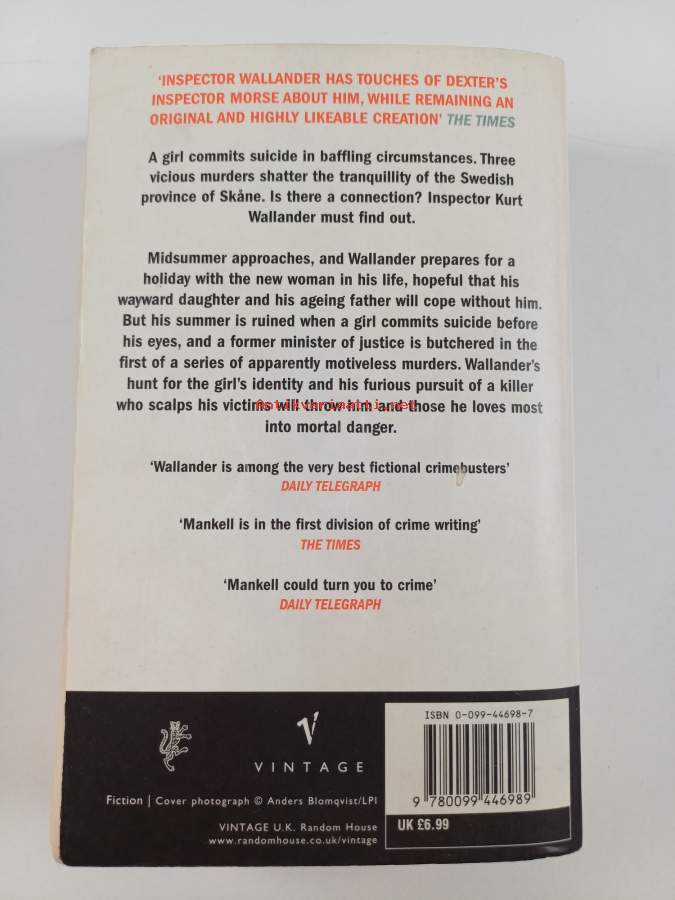 ‘INSPECTOR WALLANDER HAS TOUCHES OF DEXTER’S
INSPECTOR MORSE ABOUT HIM, WHILE REMAINING AN
ORIGINAL AND HIGHLY LIKEABLE CREATION’ THE TIMES
A girl commits suicide in baffling circumstances. Three
vicious murders shatter the tranquillity of the Swedish
province of Skåne. Is there a connection? Inspector Kurt
Wallander must find out.
Midsummer approaches, and Wallander prepares for a
holiday with the new woman in his life, hopeful that his
wayward daughter and his ageing father will cope without him.
But his summer is ruined when a girl commits suicide before
his eyes, and a former minister of justice is butchered in the
first of a series of apparently motiveless murders. Wallander’s
hunt for the girl’s identity and his furious pursuit of a killer
who scalps his victims will throw him and those he loves most
Antikvariaatti.net
into mortal danger.
‘Wallander is among the very best fictional crimebusters’
DAILY TELEGRAPH
‘Mankell is in the first division of crime writing’
THE TIMES
‘Mankell could turn you to crime’
DAILY TELEGRAPH
V
VINTAGE
Fiction | Cover photograph © Anders Blomqvist/LPI
VINTAGE U.K. Random House
www.randomhouse.co.uk/vintage
ISBN 0-099-44698-7
9 780099 446989
UK £6.99